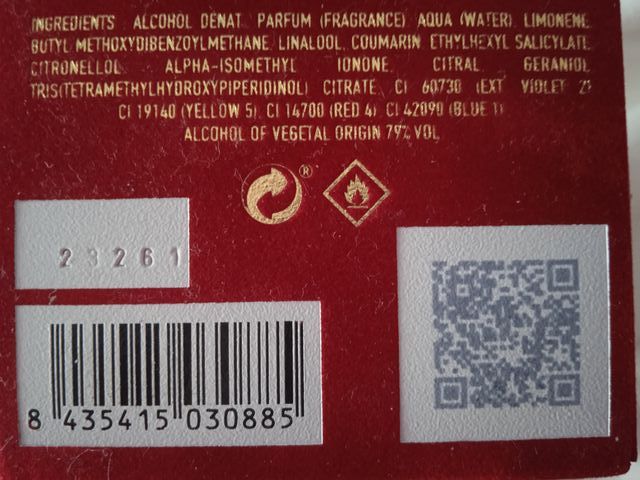 INGREDIENTS ALCOHOL DENAT. PARFUM (FRAGRANCE) AQUA (WATER), LIMONENE,
BUTYL METHOXYDIBENZOYLMETHANE, LINALOOL, COUMARIN ETHYLHEXYL SALICYLATE,
CITRONELLOL, ALPHA-ISOMETHYL IONONE, CITRAL, GERANIOL,
TRIS(TETRAMETHYLHYDROXYPIPERIDINOL) CITRATE, CI 60730 (EXT. VIOLET 2)
CI 19140 (YELLOW 5), CI 14700 (RED 4), CI 42090 (BLUE 1)
ALCOHOL OF VEGETAL ORIGIN 79% VOL
®
23261
8 435415 030885